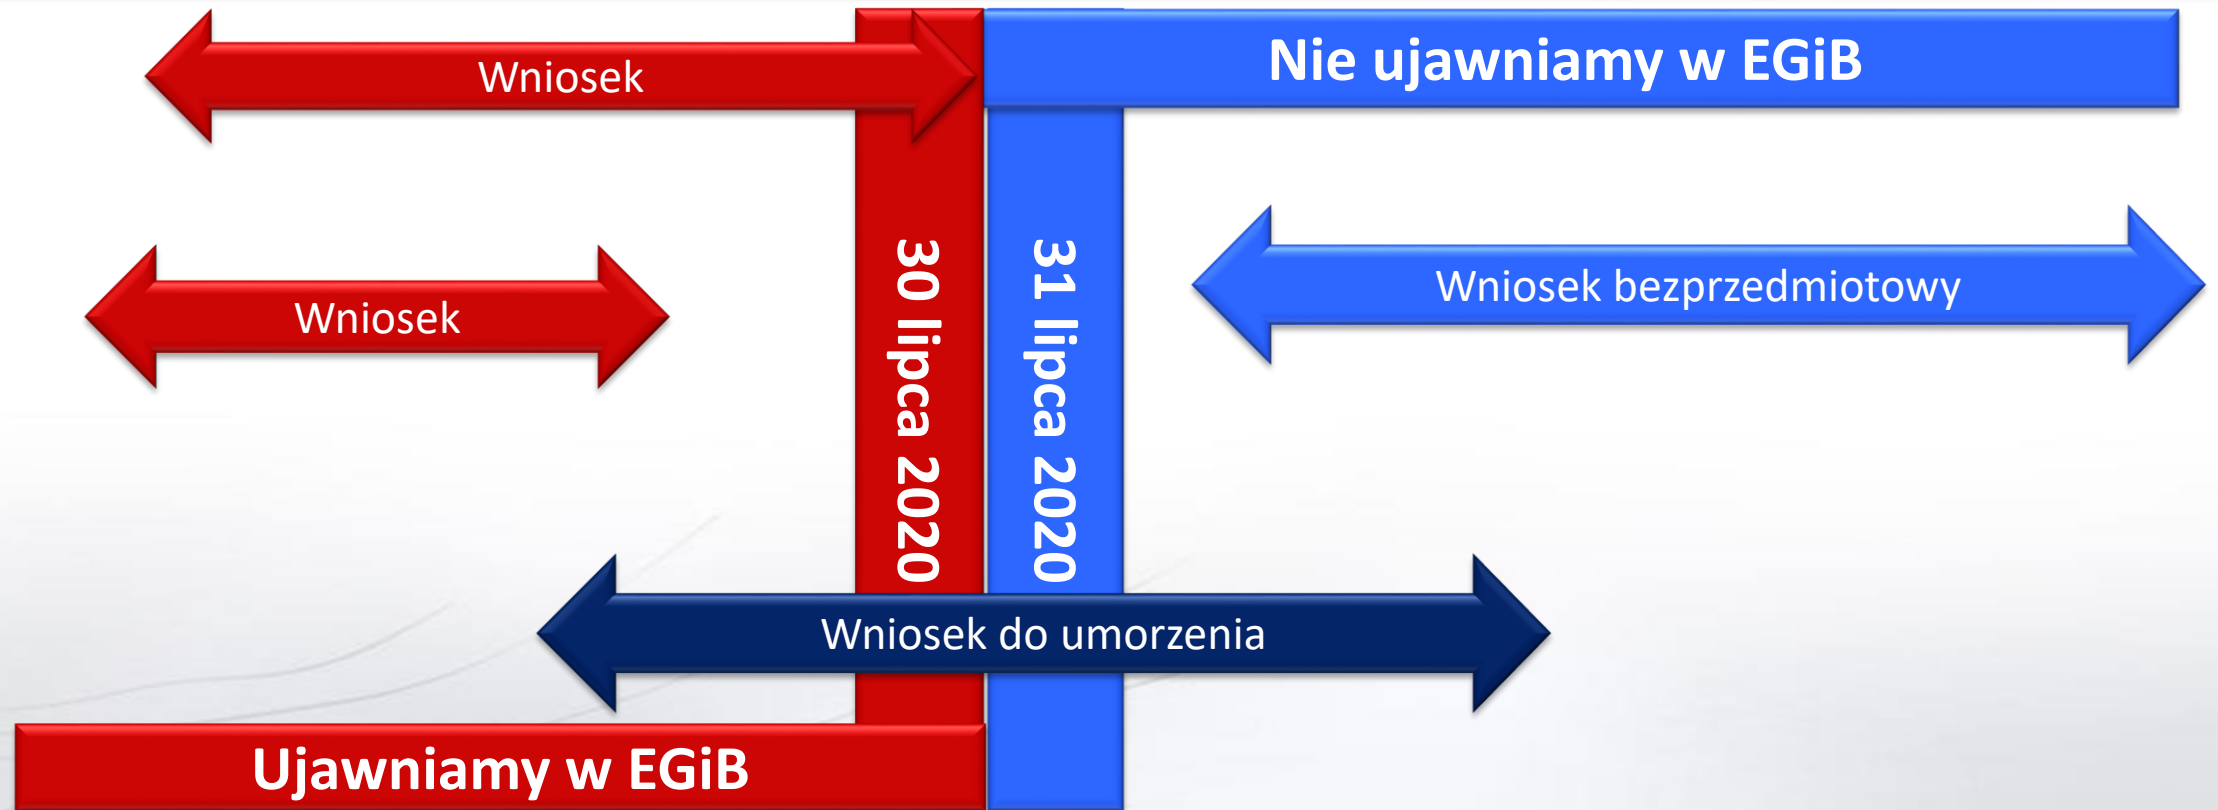 Wniosek
Nie ujawniamy w EGiB
Wniosek
30 lipca 2020
31 lipca 2020
Wniosek bezprzedmiotowy
Wniosek do umorzenia
Ujawniamy w EGiB